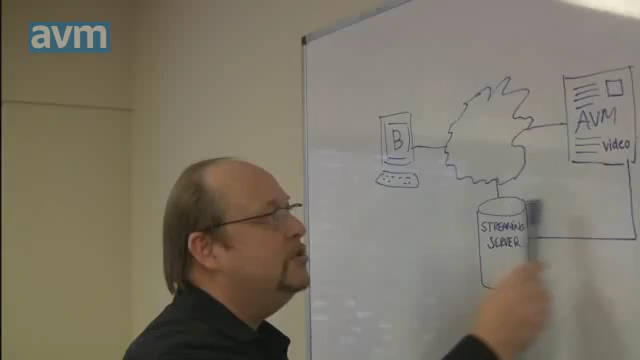 avm
B
AVM
video
STREAMING
SERVER